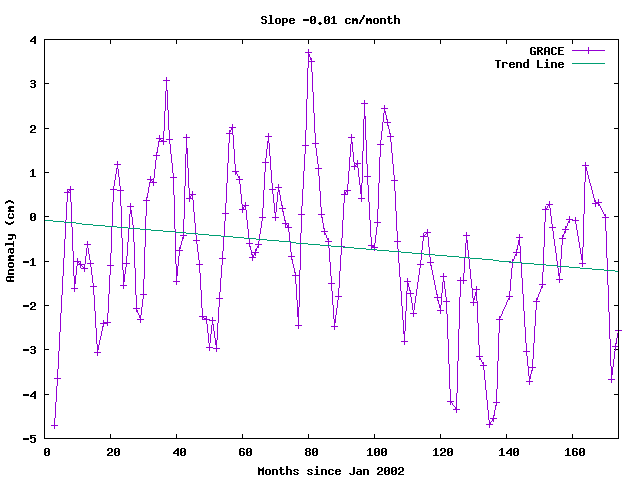 Slope -0.01 cm/month
GRACE
Trend Line
4
3
2
1
0
-1
-2
-3
-4
-5
Anomaly (cm)
0 20 40 60 80 100 120 140 160
Months since Jan 2002